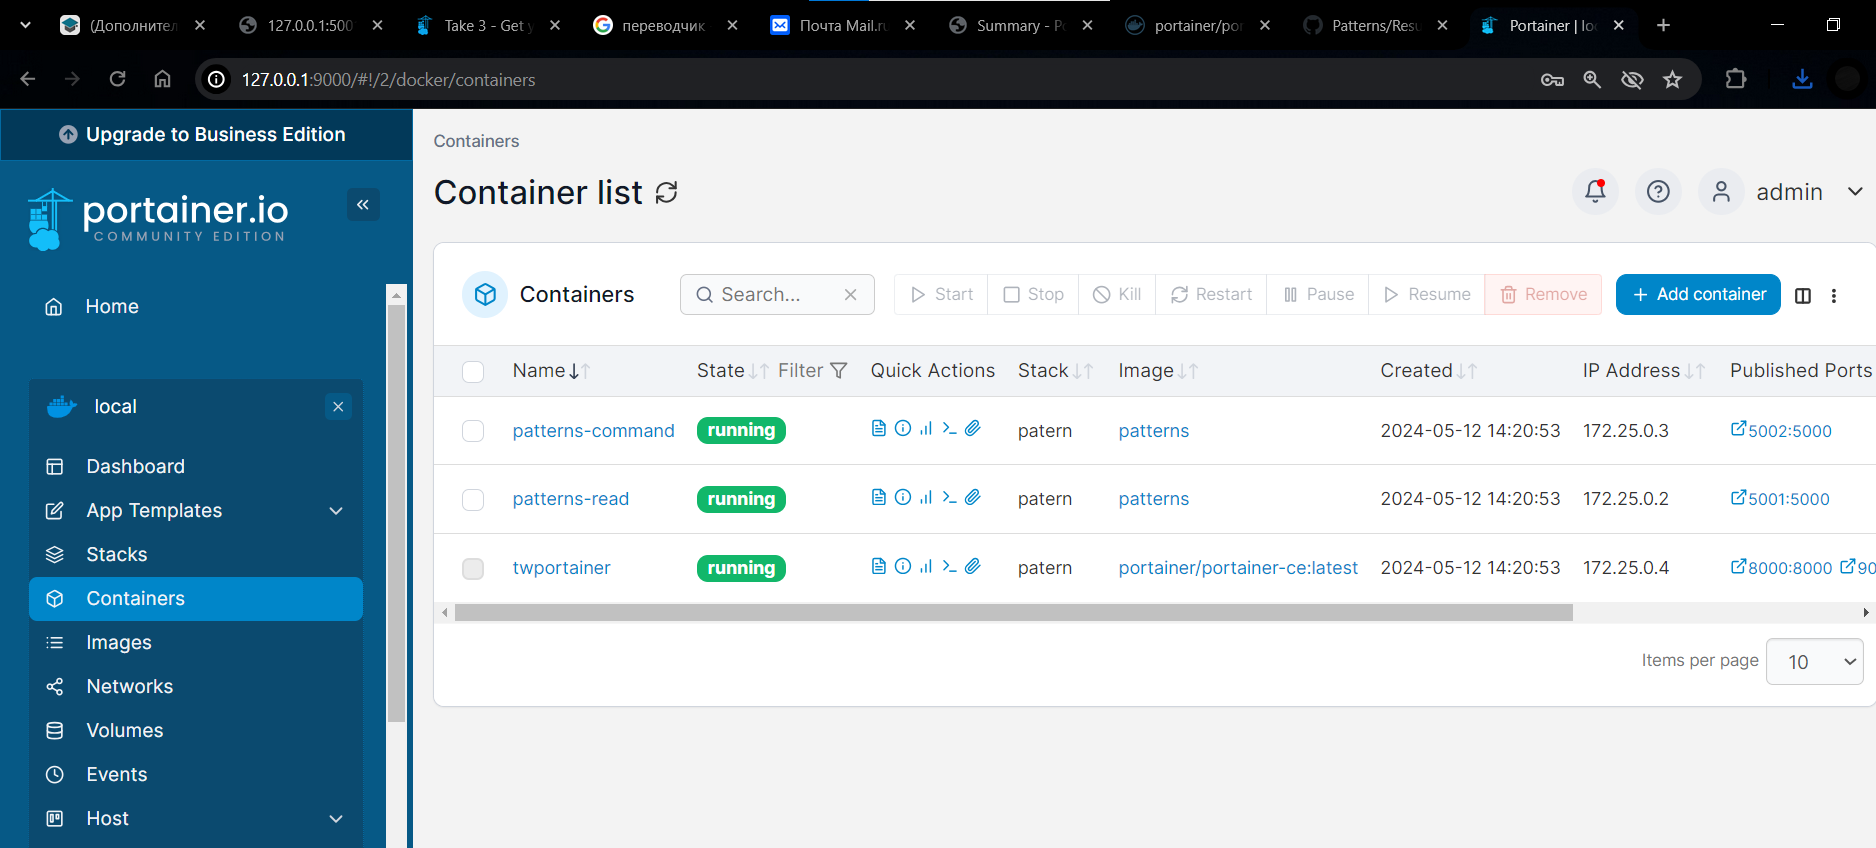 (Дополнител
127.0.0.1:500
Take 3 - Get y
переводчик
Почта Mail.ru
Summary - Po
portainer/por
Patterns/Resu
Portainer | loc
127.0.0.1:9000/#!/2/docker/containers
Upgrade to Business Edition
portainer.io
COMMUNITY EDITION
Home
local
Dashboard
App Templates
Stacks
Containers
Images
Networks
Volumes
Events
Host
Containers
Container list
admin
Containers
Search...
Start
Stop
Kill
Restart
Pause
Resume
Remove
+ Add container
Name State Filter Quick Actions Stack Image Created IP Address Published Ports
patterns-command running patern patterns 2024-05-12 14:20:53 172.25.0.3 5002:5000
patterns-read running patern patterns 2024-05-12 14:20:53 172.25.0.2 5001:5000
twportainer running patern portainer/portainer-ce:latest 2024-05-12 14:20:53 172.25.0.4 8000:8000 90
Items per page 10